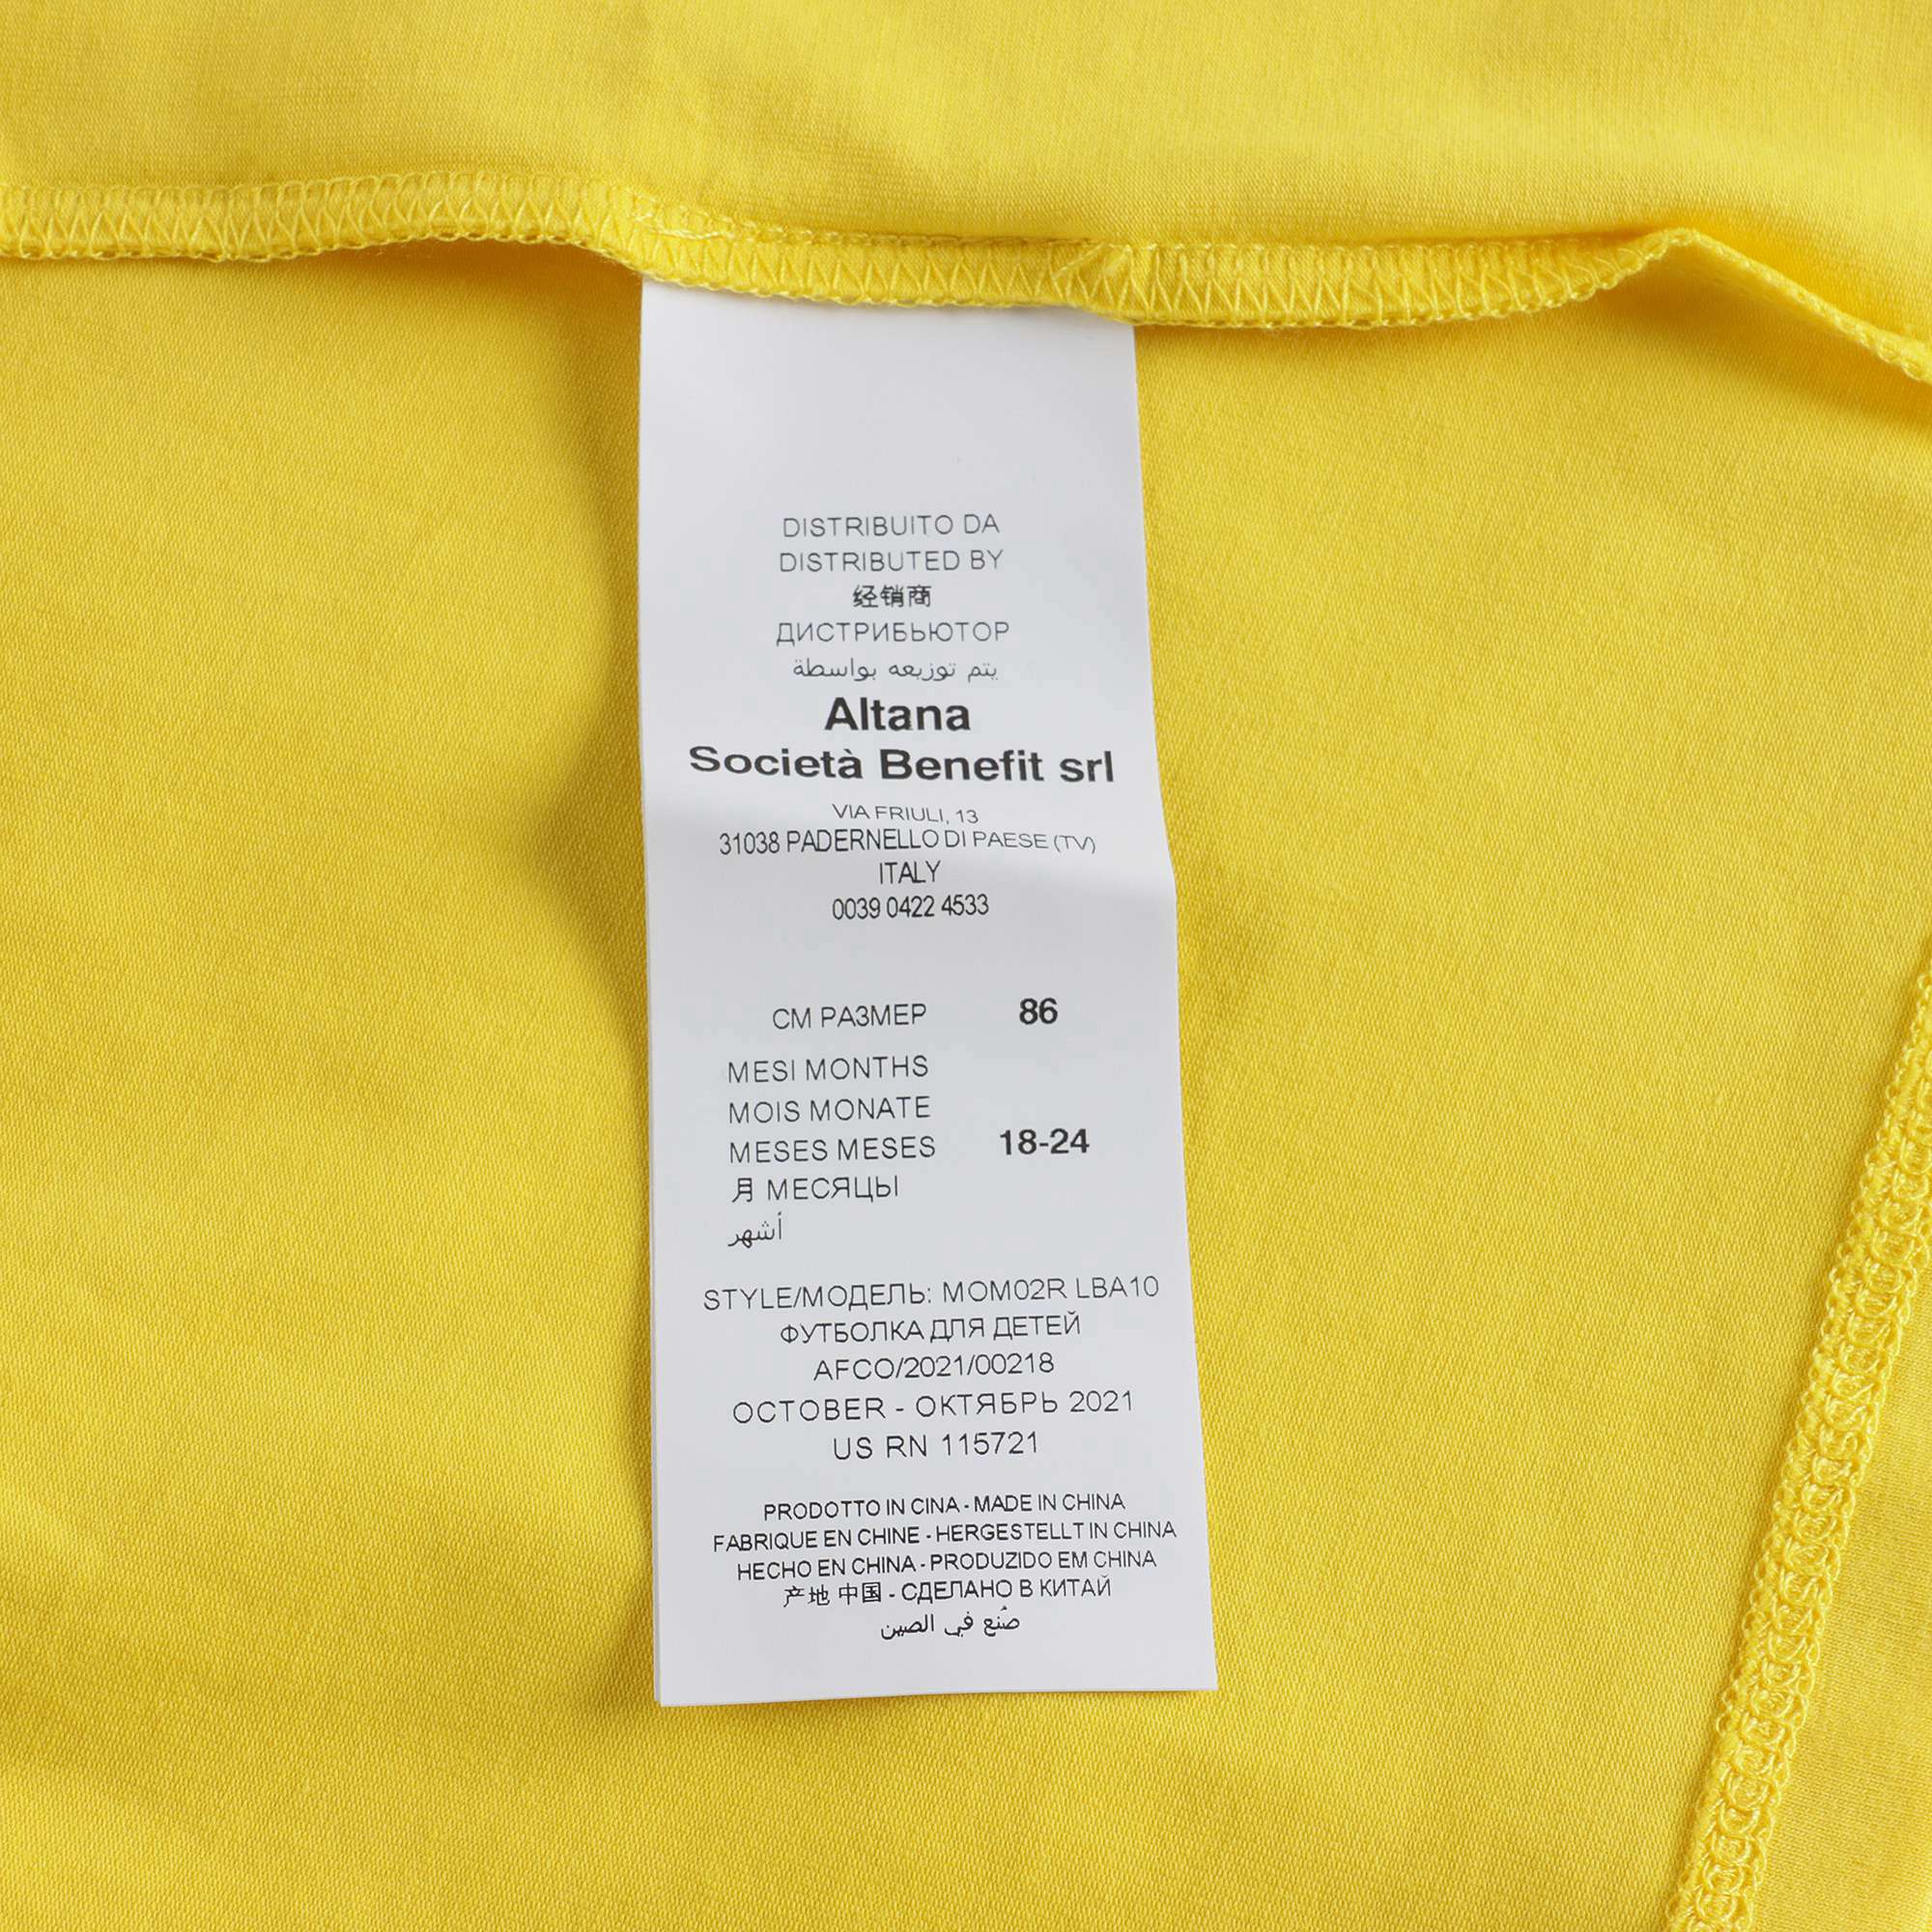 DISTRIBUITO DA
DISTRIBUTED BY
经销商
ДИСТРИБЬЮТОР
يتم توزيعه بواسطة
Altana
Società Benefit srl
VIA FRIULI, 13
31038 PADERNELLO DI PAESE (TV)
ITALY
0039 0422 4533
СМ РАЗМЕР 86
MESI MONTHS
MOIS MONATE
MESES MESES 18-24
月 МЕСЯЦЫ
أشهر
STYLE/МОДЕЛЬ: MOM02R LBA10
ФУТБОЛКА ДЛЯ ДЕТЕЙ
AFCO/2021/00218
OCTOBER - ОКТЯБРЬ 2021
US RN 115721
PRODOTTO IN CINA - MADE IN CHINA
FABRIQUE EN CHINE - HERGESTELLT IN CHINA
HECHO EN CHINA - PRODUZIDO EM CHINA
产地 中国 - СДЕЛАНО В КИТАЙ
صُنع في الصين